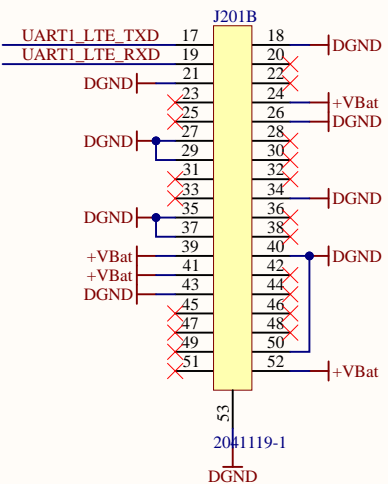 J201B
UART1_LTE_TXD 17 18 DGND
UART1_LTE_RXD 19 20
DGND 21 22
23 24 +VBat
25 26 DGND
DGND 27 28
29 30
31 32
33 34 DGND
DGND 35 36
37 38
+VBat 39 40 DGND
+VBat 41 42
DGND 43 44
45 46
47 48
49 50
51 52 +VBat
53
2041119-1
DGND